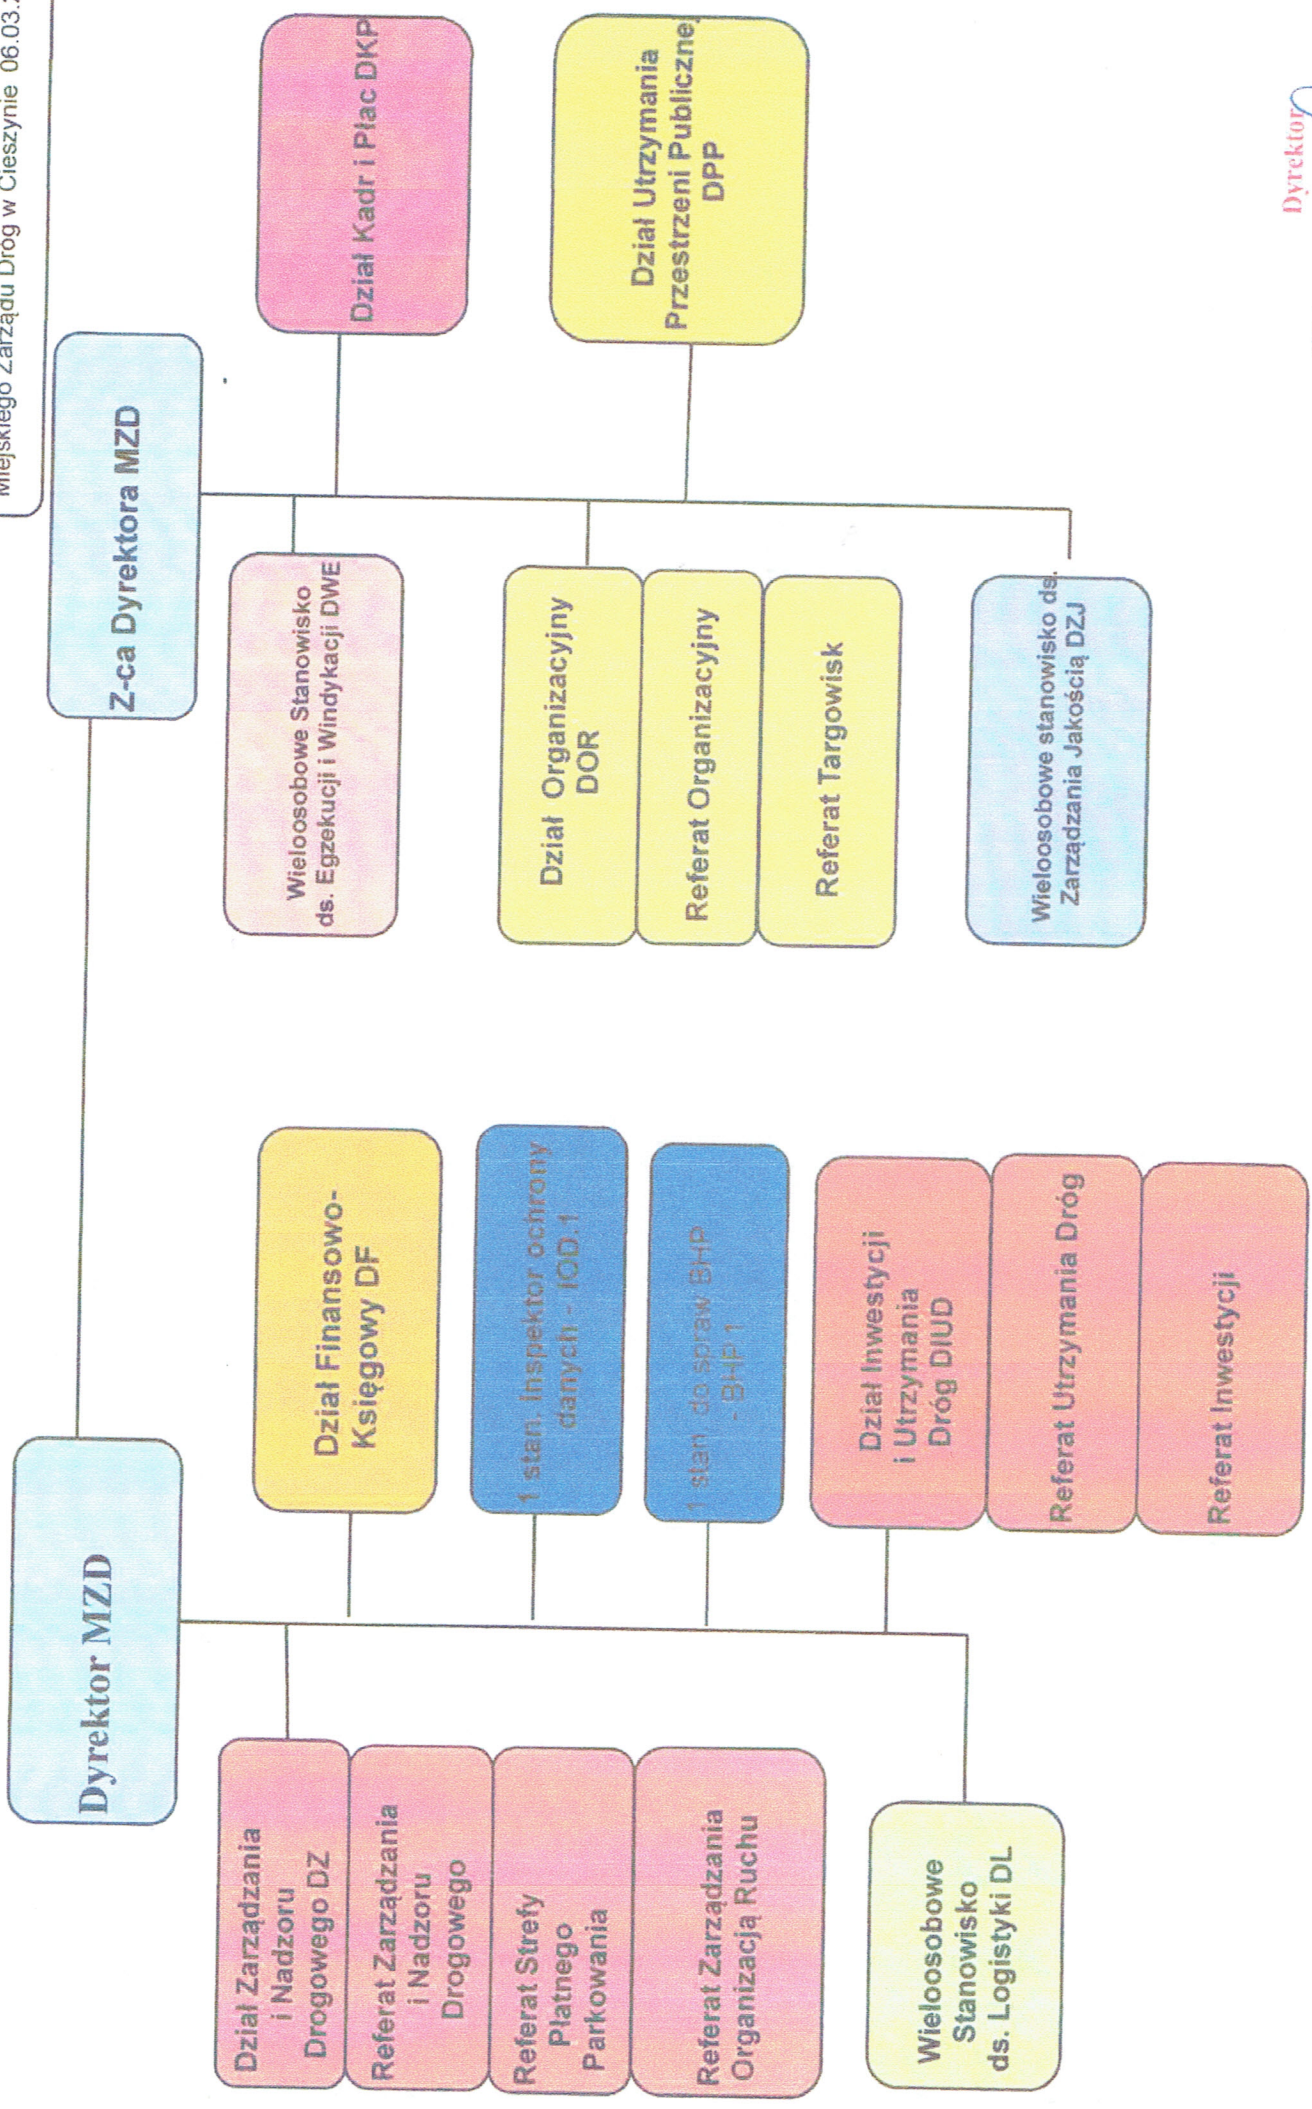 Miejskiego Zarządu Dróg w Cieszynie 06.03.
Dyrektor MZD
Z-ca Dyrektora MZD
Dział Zarządzania
i Nadzoru
Drogowego DZ
Referat Zarządzania
i Nadzoru
Drogowego
Referat Strefy
Płatnego
Parkowania
Referat Zarządzania
Organizacją Ruchu
Wieloosobowe
Stanowisko
ds. Logistyki DL
Dział Finansowo-
Księgowy DF
1 stan. Inspektor ochrony
danych - IOD.1
1 stan do spraw BHP
- BHP1
Dział Inwestycji
i Utrzymania
Dróg DIUD
Referat Utrzymania Dróg
Referat Inwestycji
Wieloosobowe Stanowisko
ds. Egzekucji i Windykacji DWE
Dział Organizacyjny
DOR
Referat Organizacyjny
Referat Targowisk
Wieloosobowe stanowisko ds.
Zarządzania Jakością DZJ
Dział Kadr i Płac DKP
Dział Utrzymania
Przestrzeni Publicznej
DPP
Dyrektor